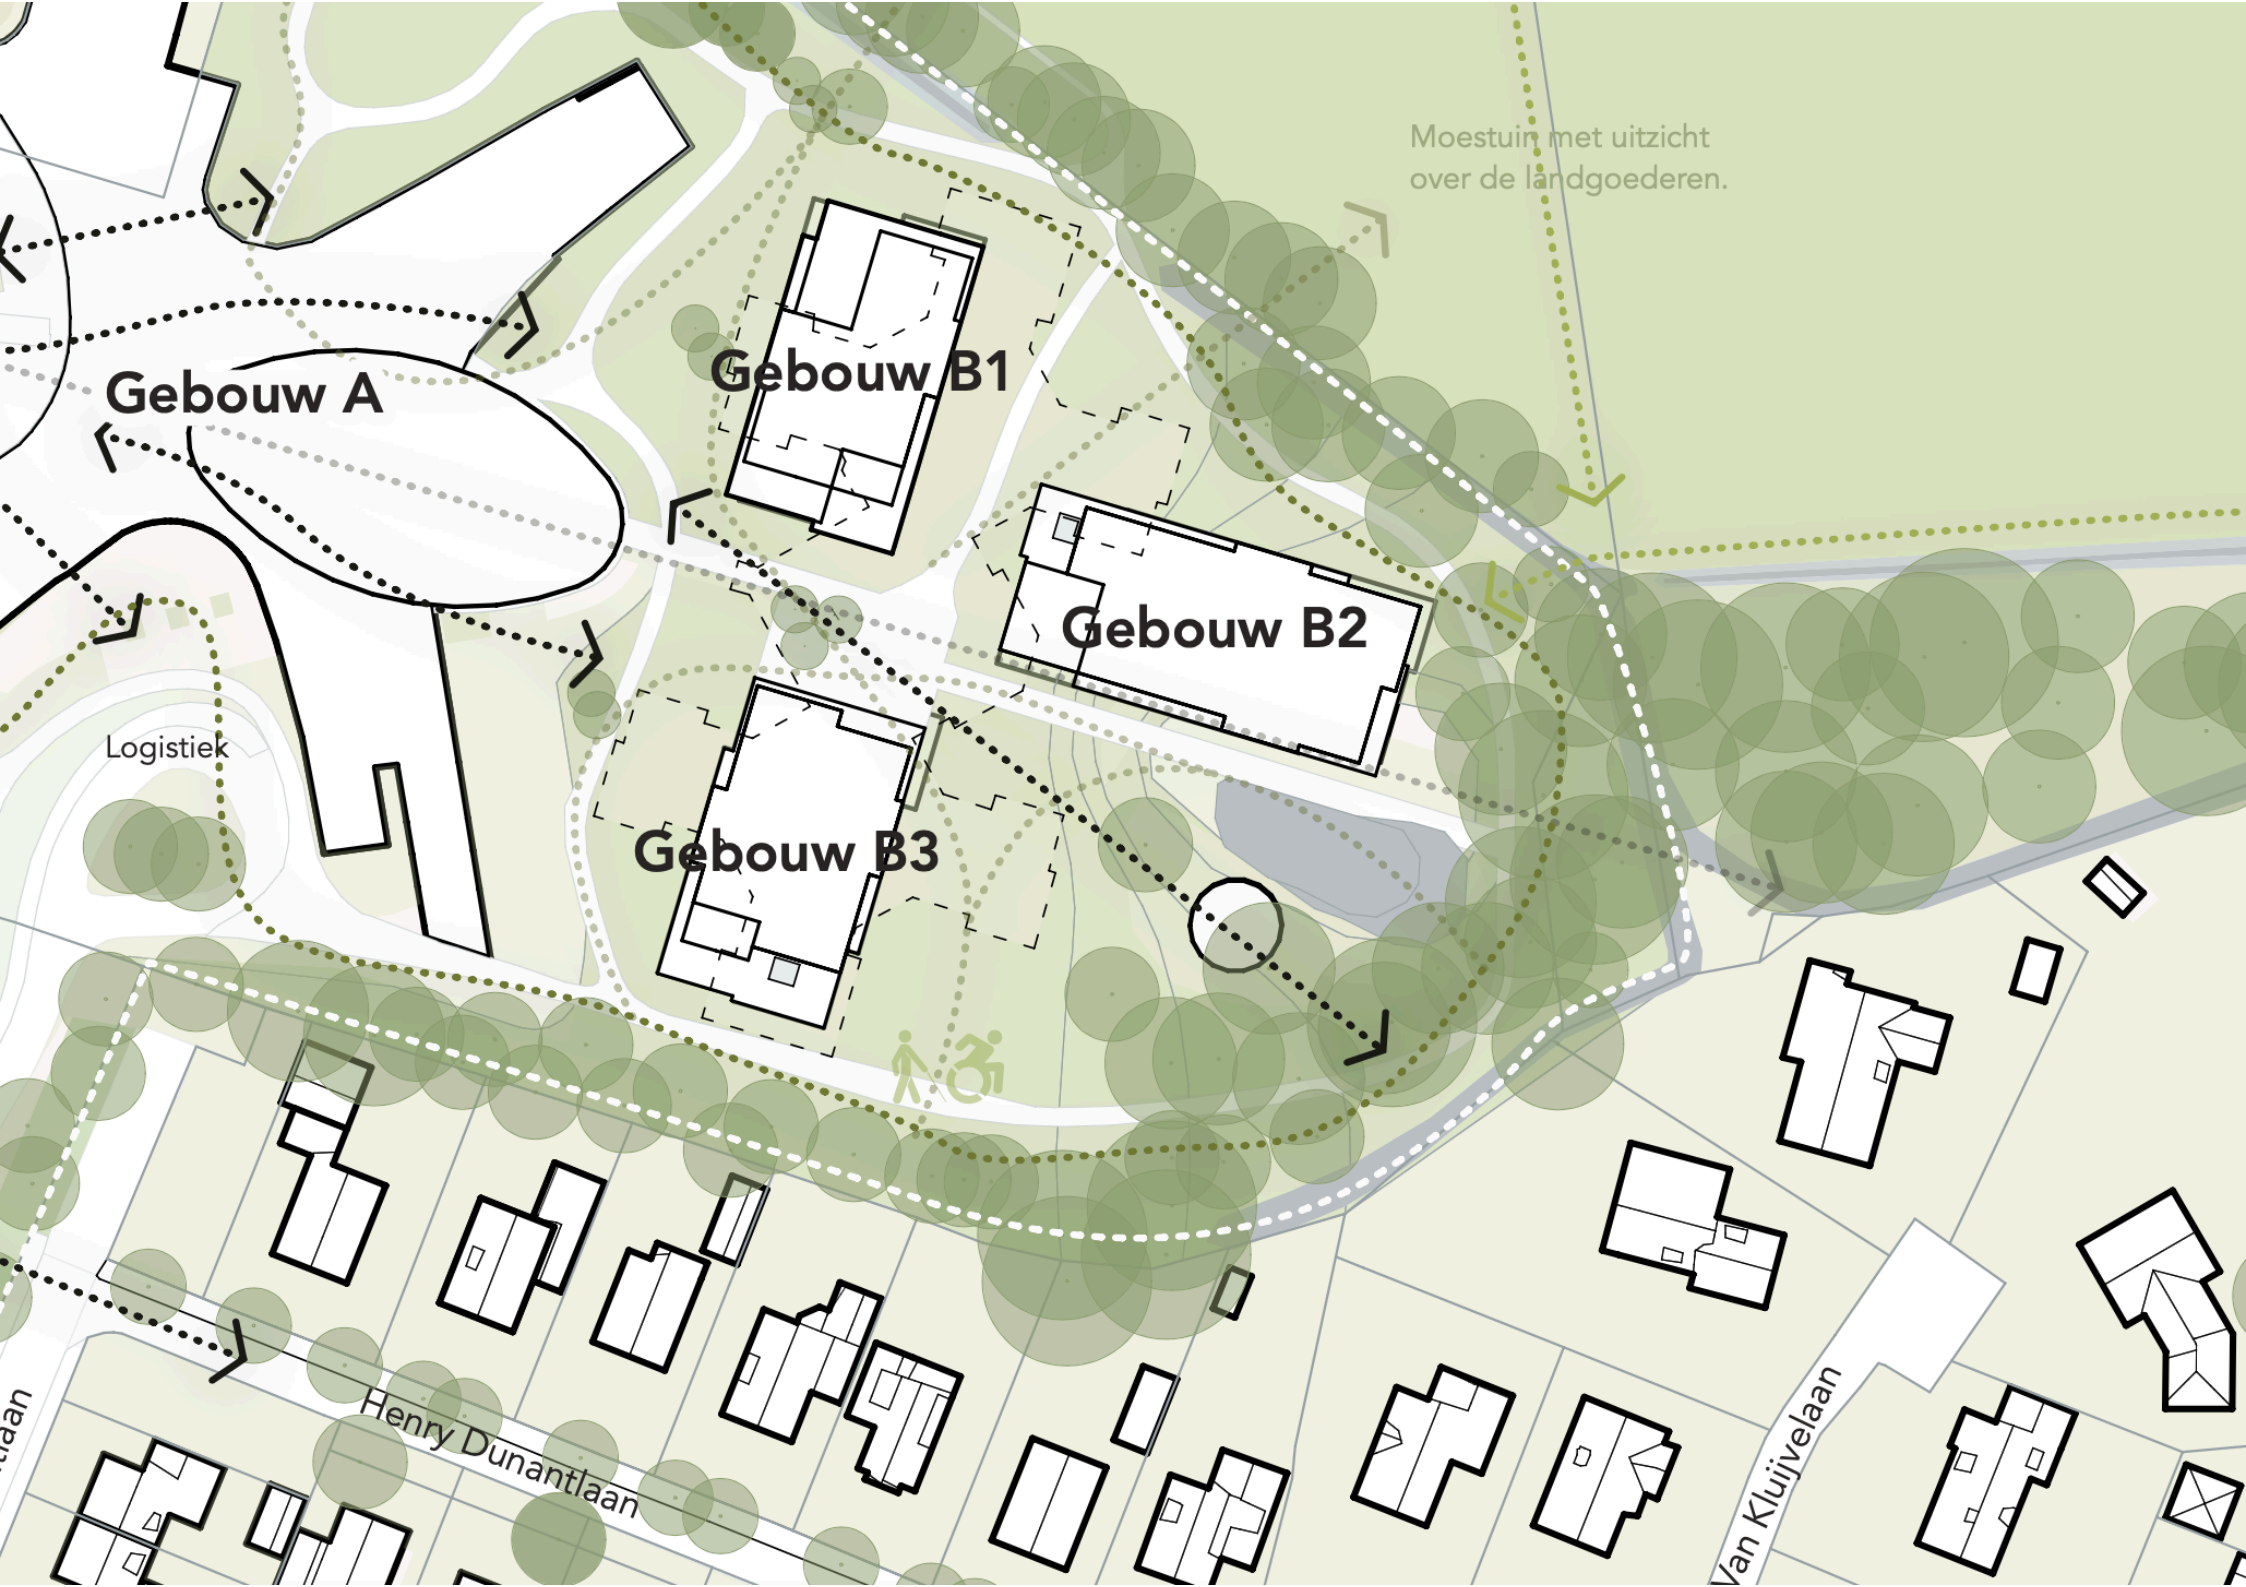 Moestuin met uitzicht
over de landgoederen.
Gebouw B1
Gebouw A
Gebouw B2
Logistiek
Gebouw B3
Henry Dunantlaan
Van Kluijvelaan